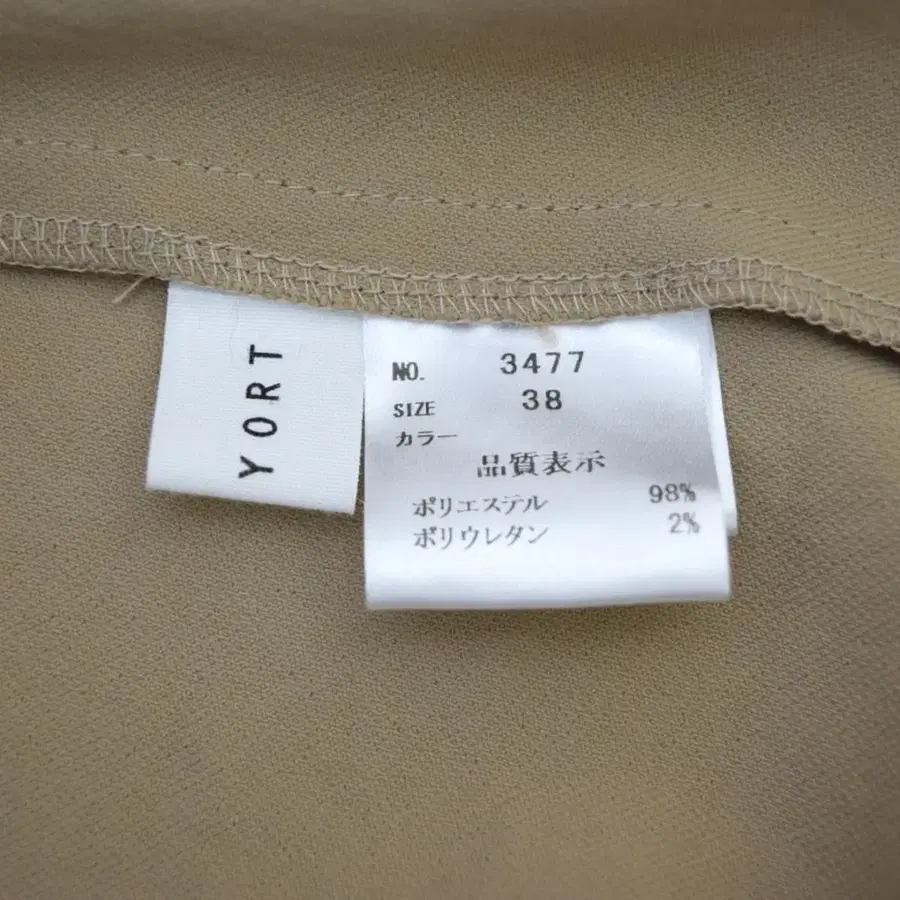 YORT
NO. 3477
SIZE 38
カラー
品質表示
ポリエステル 98%
ポリウレタン 2%